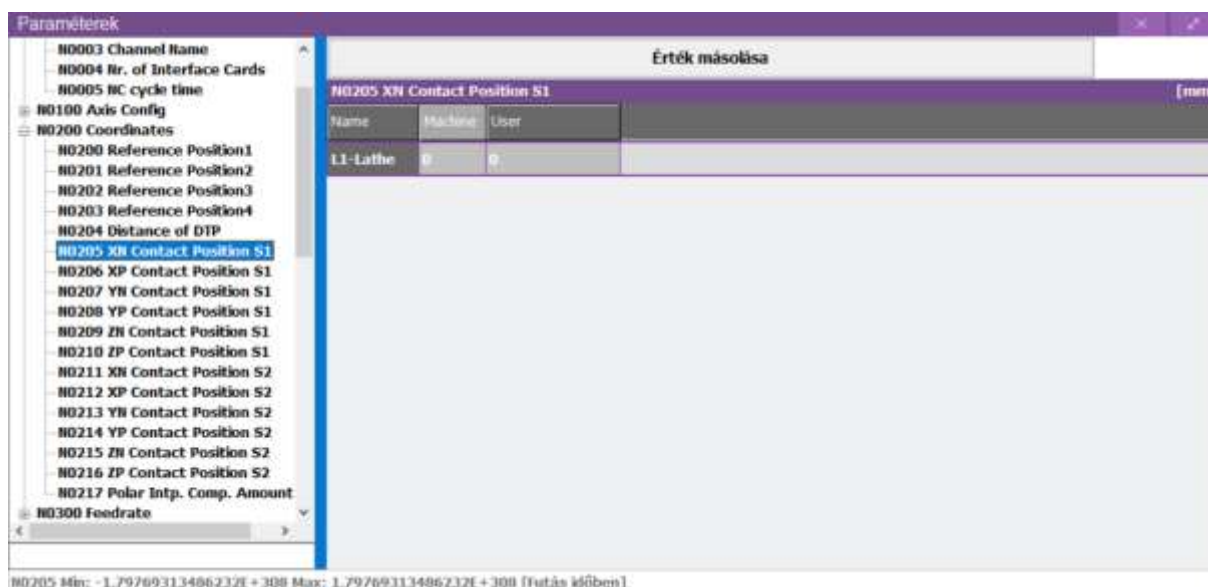 Paraméterek
N0003 Channel Name
N0004 Nr. of Interface Cards
N0005 NC cycle time
N0100 Axis Config
N0200 Coordinates
N0200 Reference Position1
N0201 Reference Position2
N0202 Reference Position3
N0203 Reference Position4
N0204 Distance of DTP
N0205 XN Contact Position S1
N0206 XP Contact Position S1
N0207 YN Contact Position S1
N0208 YP Contact Position S1
N0209 ZN Contact Position S1
N0210 ZP Contact Position S1
N0211 XN Contact Position S2
N0212 XP Contact Position S2
N0213 YN Contact Position S2
N0214 YP Contact Position S2
N0215 ZN Contact Position S2
N0216 ZP Contact Position S2
N0217 Polar Intp. Comp. Amount
N0300 Feedrate
Érték másolása
N0205 XN Contact Position S1 [mm
Name Machine User
L1-Lathe 0 0
N0205 Min: -1.79769313486232E+308 Max: 1.79769313486232E+308 [Futás időben]